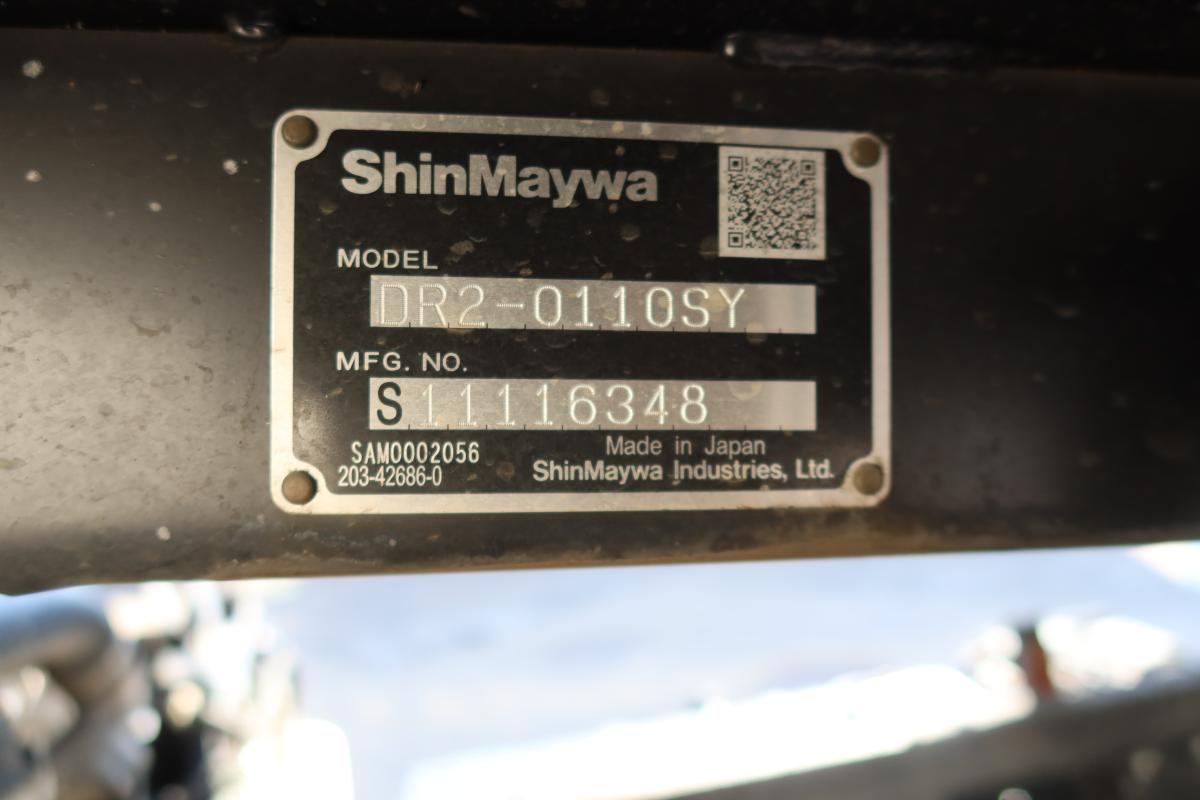 ShinMaywa
MODEL
DR2-0110SY
MFG. NO.
S11116348
SAM0002056
203-42686-0
Made in Japan
ShinMaywa Industries, Ltd.